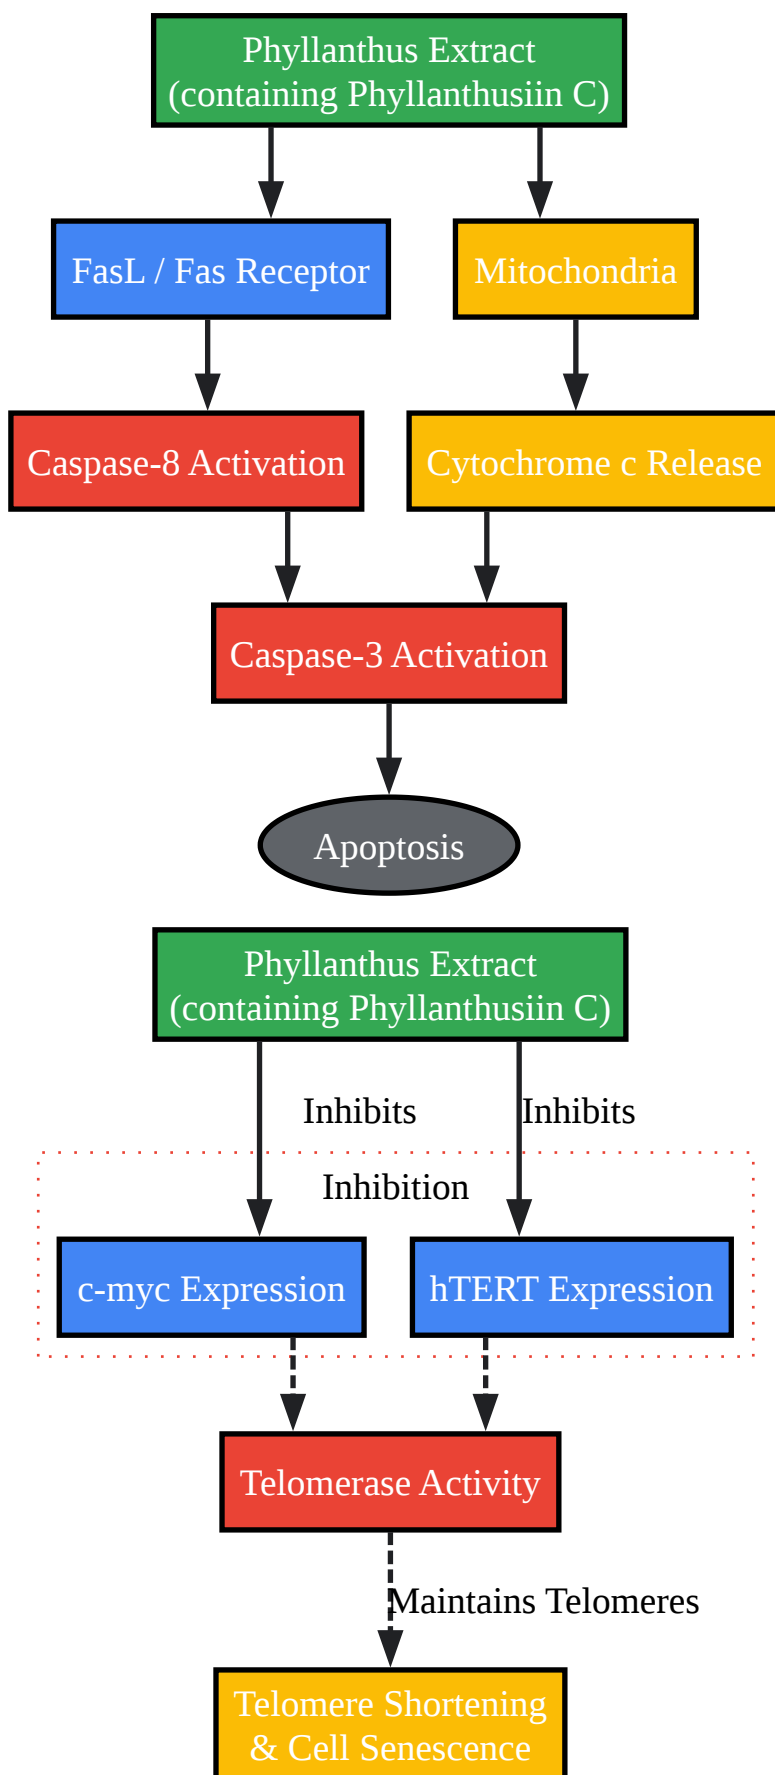 Phyllanthus Extract
(containing Phyllanthusiin C)
FasL / Fas Receptor
Mitochondria
Caspase-8 Activation
Cytochrome c Release
Caspase-3 Activation
Apoptosis
Phyllanthus Extract
(containing Phyllanthusiin C)
Inhibits
Inhibits
Inhibition
c-myc Expression
hTERT Expression
Telomerase Activity
Maintains Telomeres
Telomere Shortening
& Cell Senescence